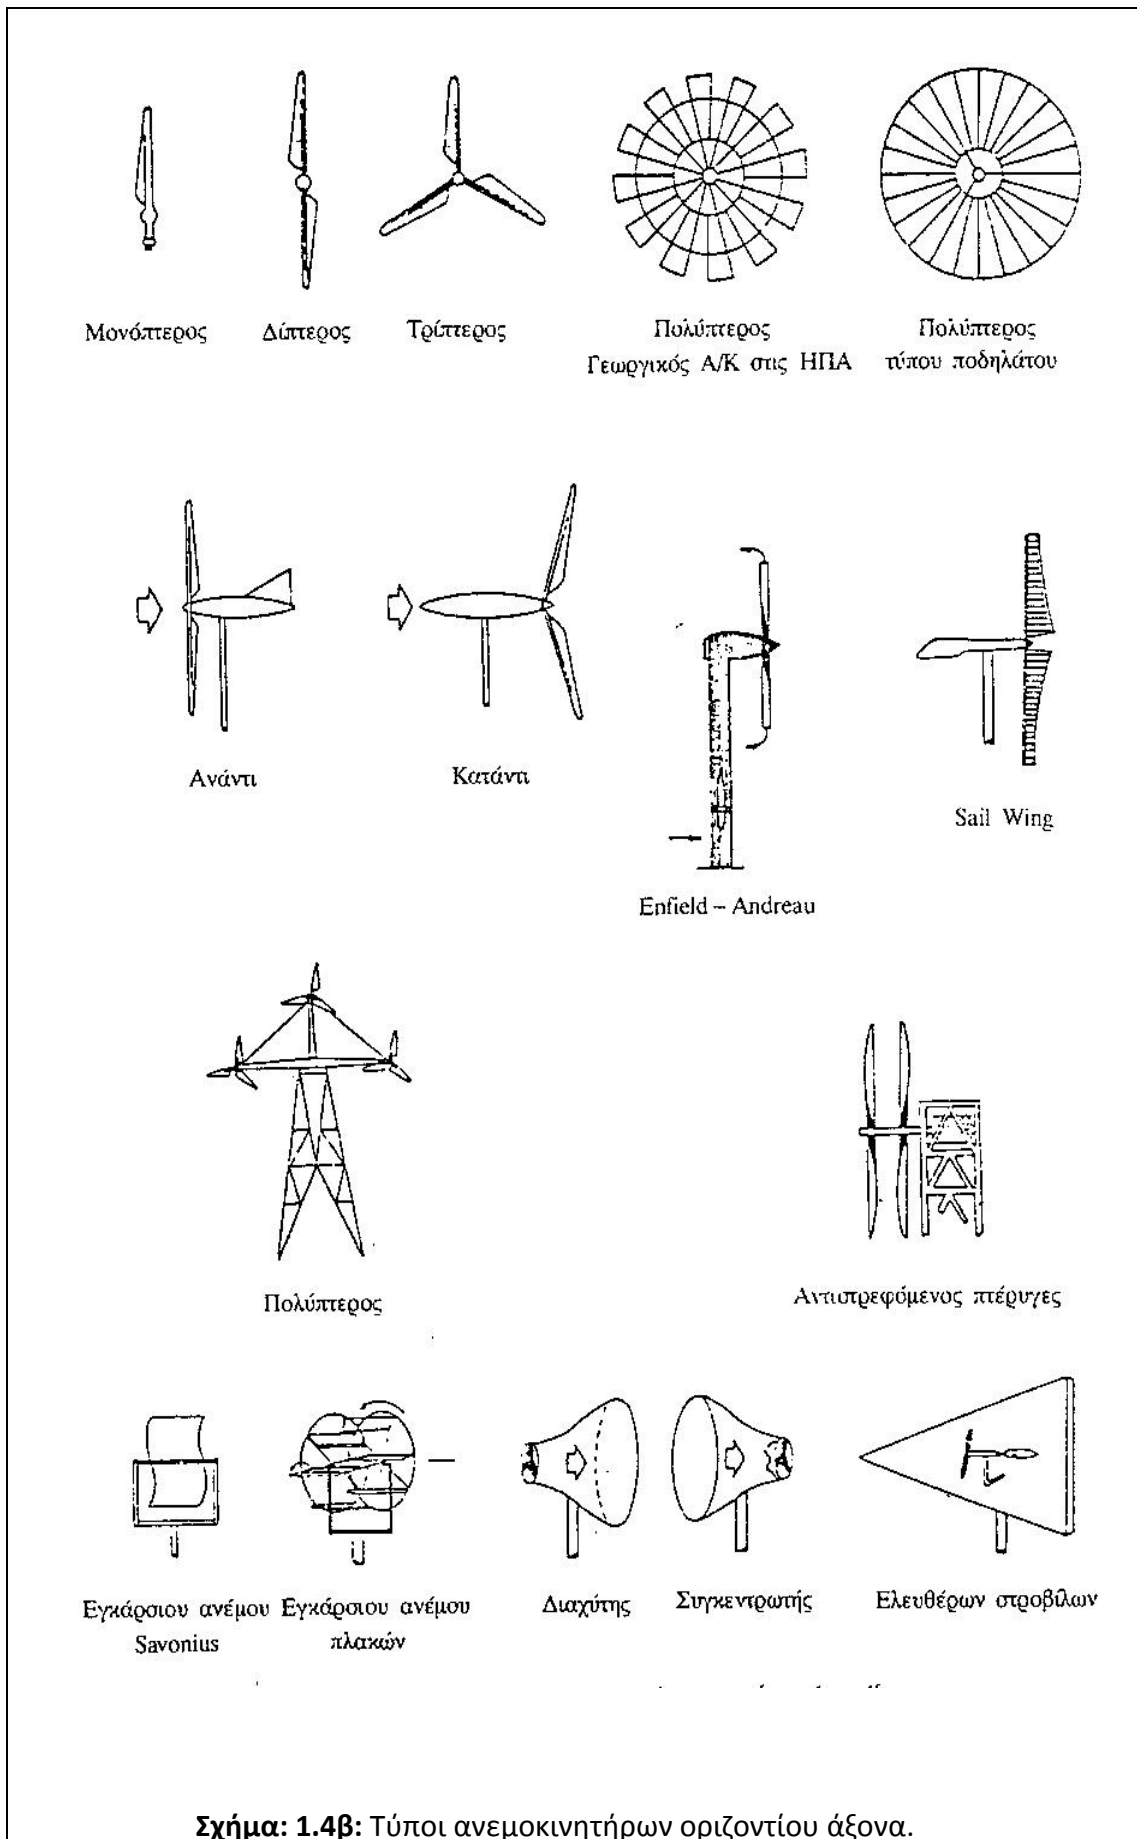 Μονόπτερος
Δίπτερος
Τρίπτερος
Πολύπτερος
Γεωργικός Α/Κ στις ΗΠΑ
Πολύπτερος
τύπου ποδηλάτου
Ανάντι
Κατάντι
Enfield – Andreau
Sail Wing
Πολύπτερος
Αντιστρεφόμενος πτέρυγες
Εγκάρσιου ανέμου
Savonius
Εγκάρσιου ανέμου
πλακών
Διαχύτης
Συγκεντρωτής
Ελευθέρων στροβίλων
Σχήμα: 1.4β: Τύποι ανεμοκινητήρων οριζοντίου άξονα.